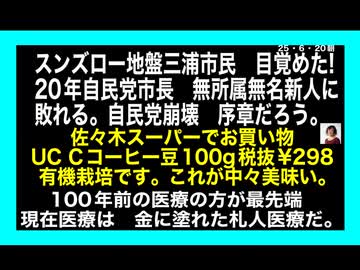 25・6・20朝
スンズロー地盤三浦市民　目覚めた!
20年自民党市長　無所属無名新人に
敗れる。自民党崩壊　序章だろう。
佐々木スーパーでお買い物
UCCコーヒー豆100g税抜¥298
有機栽培です。これが中々美味い。
100年前の医療の方が最先端
現在医療は　金に塗れた札人医療だ。